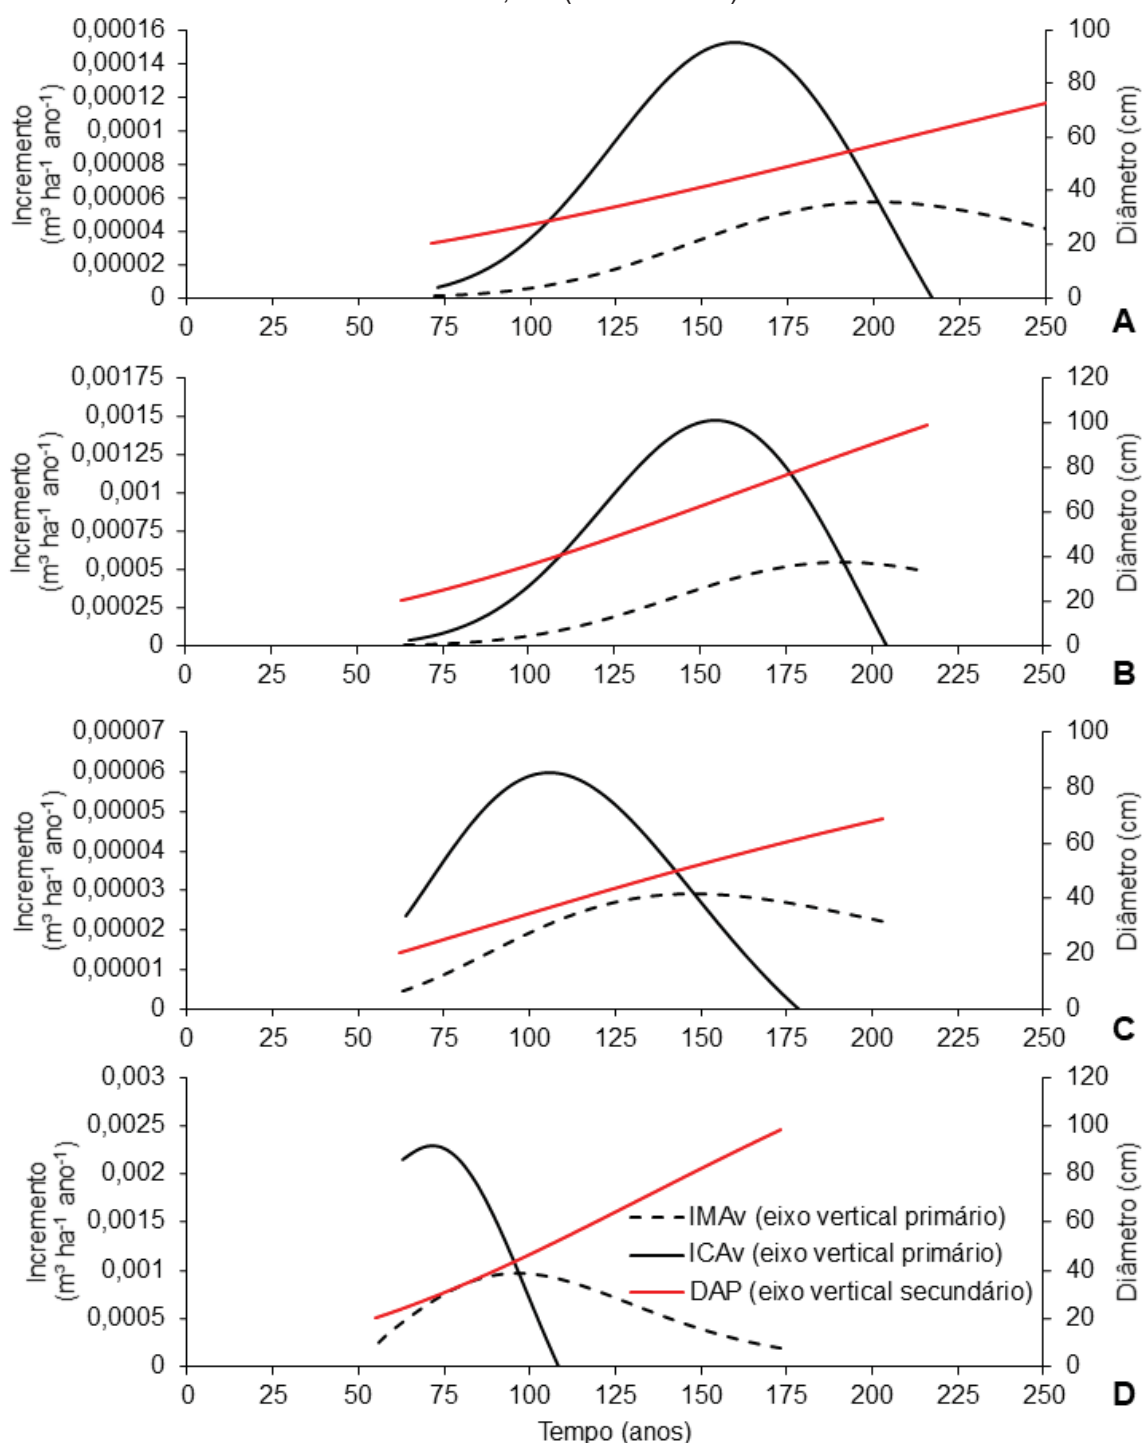 0,00016
0,00014
0,00012
0,0001
0,00008
0,00006
0,00004
0,00002
0
Incremento
(m³ ha⁻¹ ano⁻¹)
100
80
60
40
20
0
Diâmetro (cm)
0 25 50 75 100 125 150 175 200 225 250
A
0,00175
0,0015
0,00125
0,001
0,00075
0,0005
0,00025
0
Incremento
(m³ ha⁻¹ ano⁻¹)
120
100
80
60
40
20
0
Diâmetro (cm)
0 25 50 75 100 125 150 175 200 225 250
B
0,00007
0,00006
0,00005
0,00004
0,00003
0,00002
0,00001
0
Incremento
(m³ ha⁻¹ ano⁻¹)
100
80
60
40
20
0
Diâmetro (cm)
0 25 50 75 100 125 150 175 200 225 250
C
0,003
0,0025
0,002
0,0015
0,001
0,0005
0
Incremento
(m³ ha⁻¹ ano⁻¹)
120
100
80
60
40
20
0
Diâmetro (cm)
IMAv (eixo vertical primário)
ICAv (eixo vertical primário)
DAP (eixo vertical secundário)
0 25 50 75 100 125 150 175 200 225 250
D
Tempo (anos)